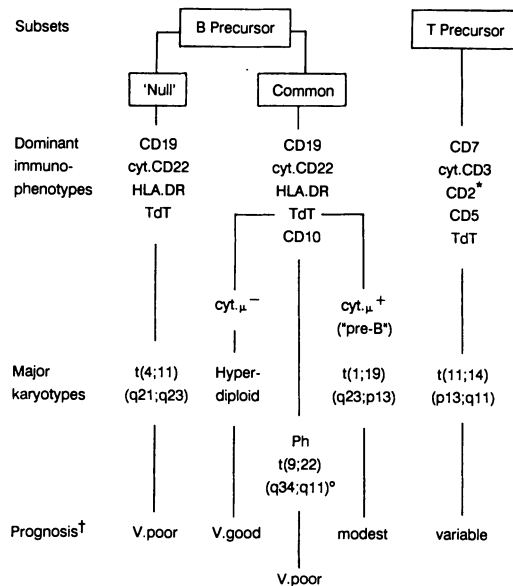 Subsets
B Precursor
T Precursor
'Null'
Common
Dominant immuno- phenotypes
CD19
cyt.CD22
HLA.DR
TdT
CD19
cyt.CD22
HLA.DR
TdT
CD10
CD7
cyt.CD3
CD2*
CD5
TdT
cyt.μ−
cyt.μ+
("pre-B")
Major karyotypes
t(4;11)
(q21;q23)
Hyper-
diploid
t(1;19)
(q23;p13)
t(11;14)
(p13;q11)
Ph
t(9;22)
(q34;q11)°
Prognosis†
V.poor
V.good
modest
variable
V.poor